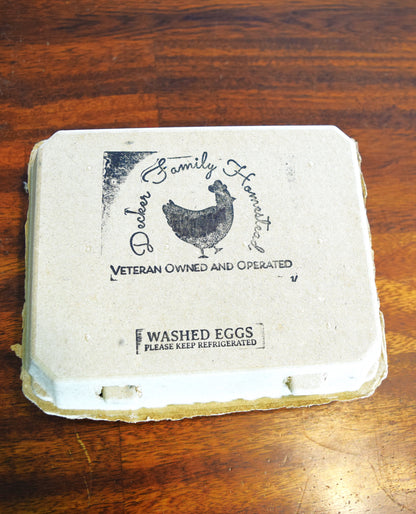 Decker Family Homestead
VETERAN OWNED AND OPERATED
WASHED EGGS
PLEASE KEEP REFRIGERATED